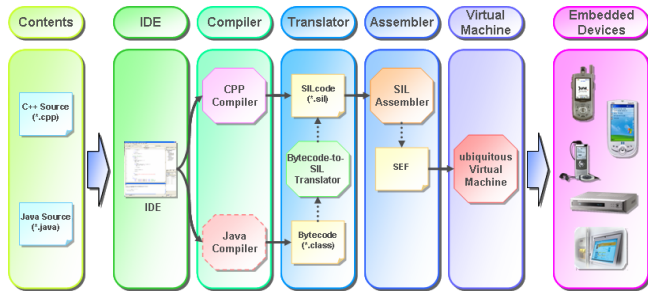 Contents
IDE
Compiler
Translator
Assembler
Virtual
Machine
Embedded
Devices
C++ Source
(*.cpp)
Java Source
(*.java)
IDE
CPP
Compiler
Java
Compiler
SILcode
(*.sil)
Bytecode-to-
SIL
Translator
Bytecode
(*.class)
SIL
Assembler
SEF
ubiquitous
Virtual
Machine